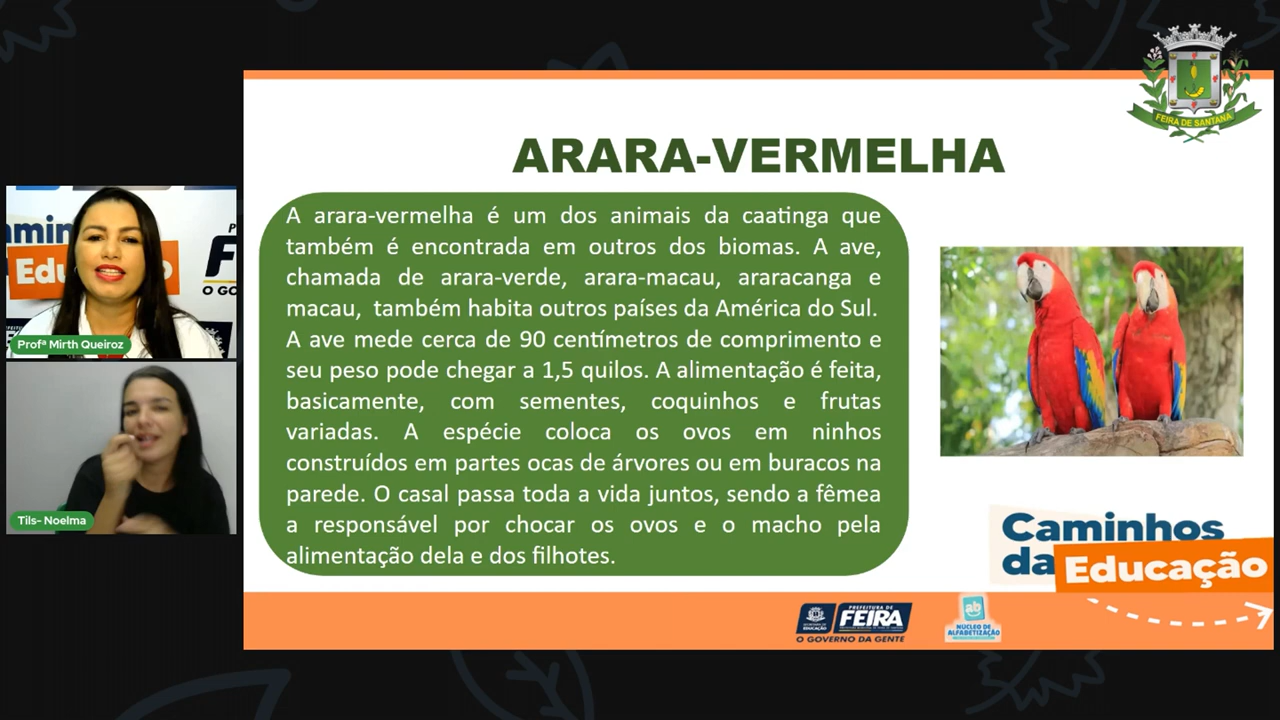 FEIRA DE SANTANA
ARARA-VERMELHA
A arara-vermelha é um dos animais da caatinga que
também é encontrada em outros dos biomas. A ave,
chamada de arara-verde, arara-macau, araracanga e
macau, também habita outros países da América do Sul.
A ave mede cerca de 90 centímetros de comprimento e
seu peso pode chegar a 1,5 quilos. A alimentação é feita,
basicamente, com sementes, coquinhos e frutas
variadas. A espécie coloca os ovos em ninhos
construídos em partes ocas de árvores ou em buracos na
parede. O casal passa toda a vida juntos, sendo a fêmea
a responsável por chocar os ovos e o macho pela
alimentação dela e dos filhotes.
Profª Mirth Queiroz
Tils- Noelma
Caminhos
da Educação
PREFEITURA DE
FEIRA
O GOVERNO DA GENTE
SECRETARIA DE
EDUCAÇÃO
ab
NÚCLEO DE
ALFABETIZAÇÃO